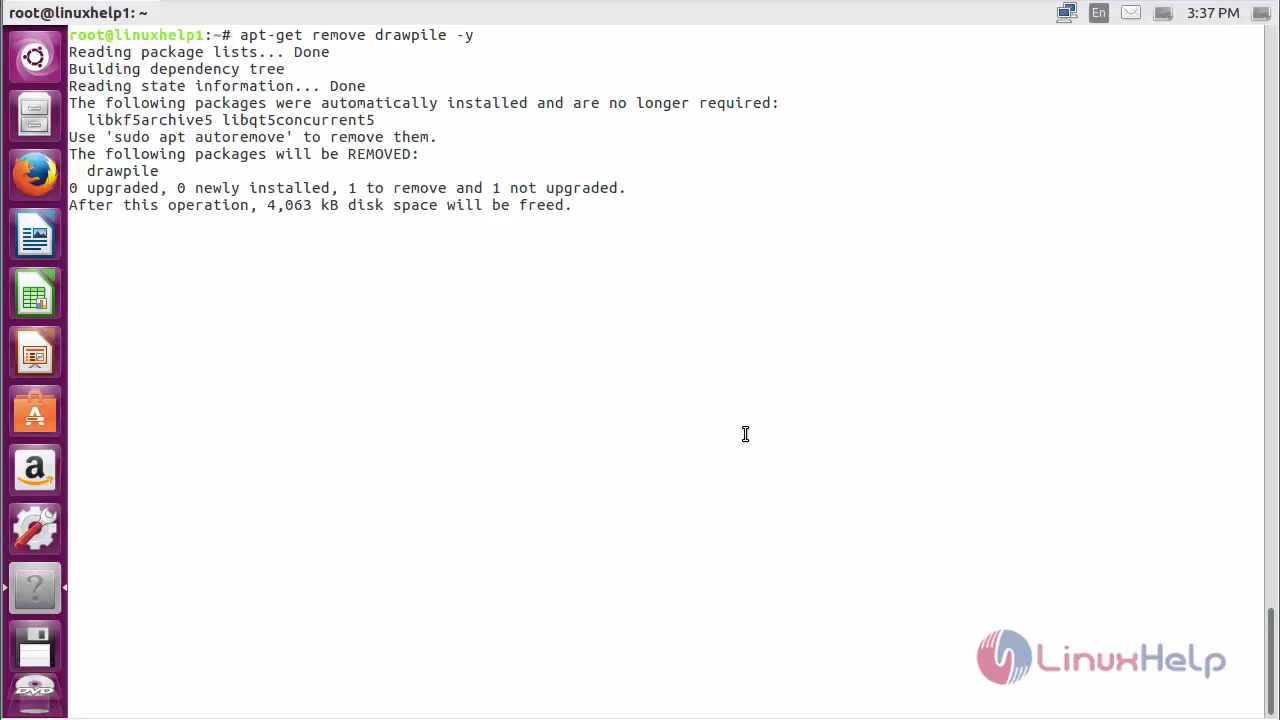 root@linuxhelp1: ~
En
3:37 PM
root@linuxhelp1:~# apt-get remove drawpile -y
Reading package lists... Done
Building dependency tree
Reading state information... Done
The following packages were automatically installed and are no longer required:
libkf5archive5 libqt5concurrent5
Use 'sudo apt autoremove' to remove them.
The following packages will be REMOVED:
drawpile
0 upgraded, 0 newly installed, 1 to remove and 1 not upgraded.
After this operation, 4,063 kB disk space will be freed.
A
a
?
DVD
LinuxHelp